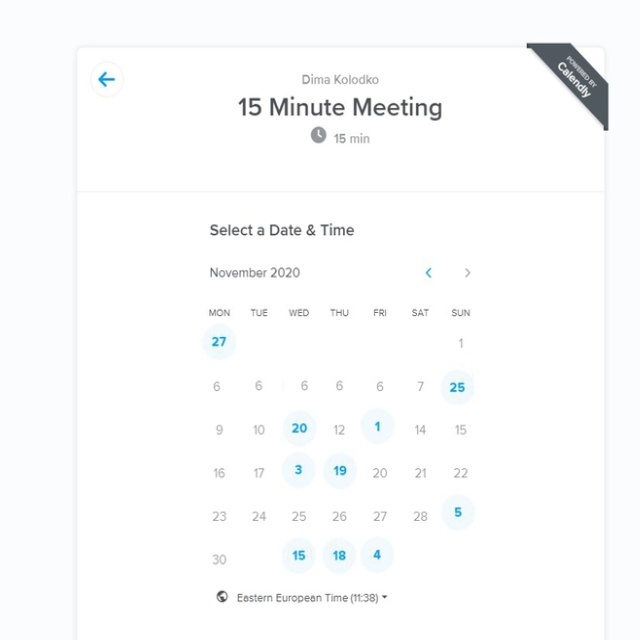 POWERED BY
Calendly
Dima Kolodko
15 Minute Meeting
15 min
Select a Date & Time
November 2020
MON TUE WED THU FRI SAT SUN
27 1
6 6 6 6 6 7 25
9 10 20 12 1 14 15
16 17 3 19 20 21 22
23 24 25 26 27 28 5
30 15 18 4
Eastern European Time (11:38)